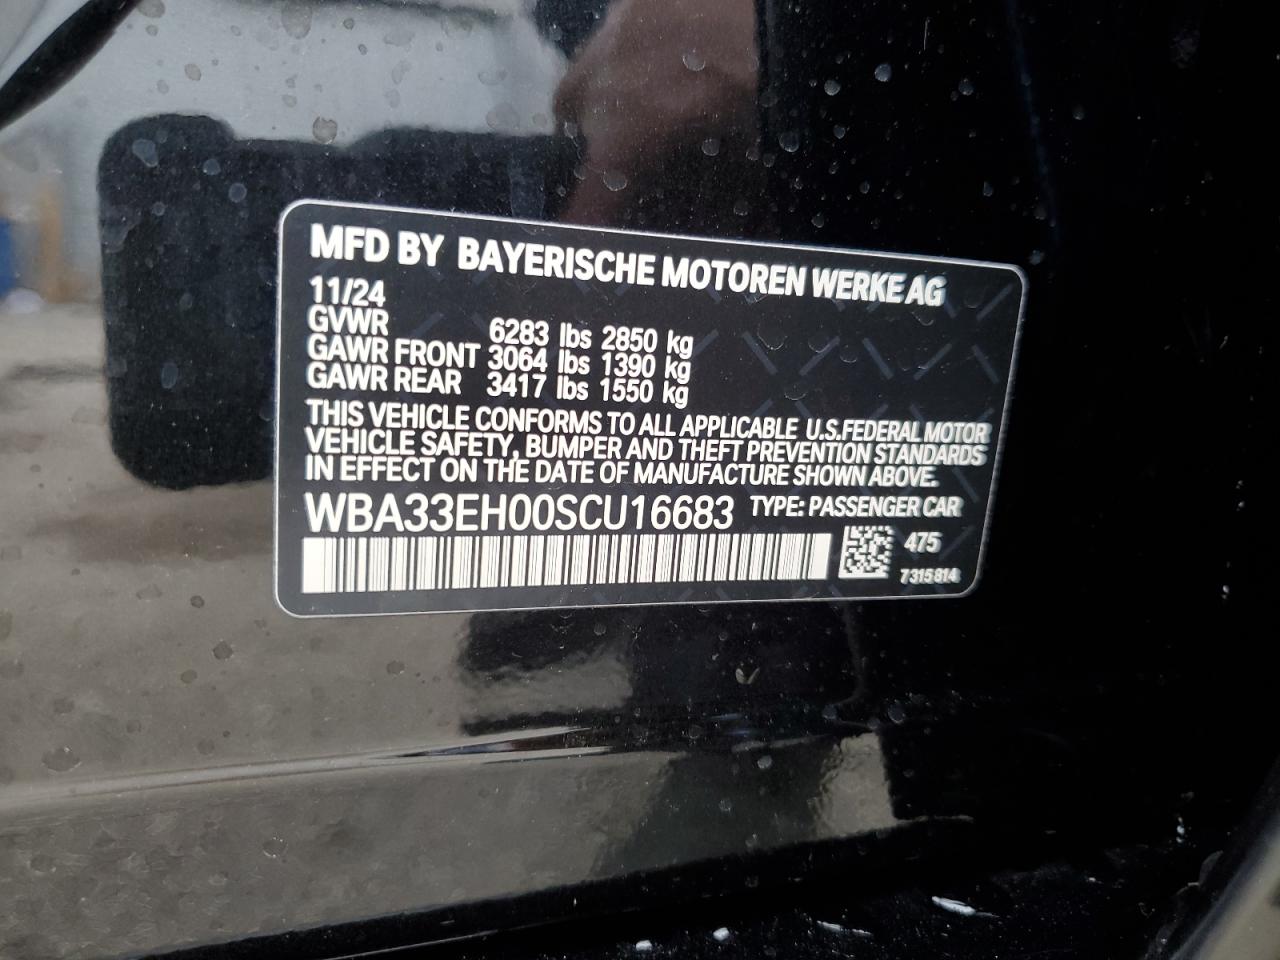 MFD BY BAYERISCHE MOTOREN WERKE AG
11/24
GVWR 6283 lbs 2850 kg
GAWR FRONT 3064 lbs 1390 kg
GAWR REAR 3417 lbs 1550 kg
THIS VEHICLE CONFORMS TO ALL APPLICABLE U.S.FEDERAL MOTOR
VEHICLE SAFETY, BUMPER AND THEFT PREVENTION STANDARDS
IN EFFECT ON THE DATE OF MANUFACTURE SHOWN ABOVE.
WBA33EH00SCU16683 TYPE: PASSENGER CAR
475
7315814